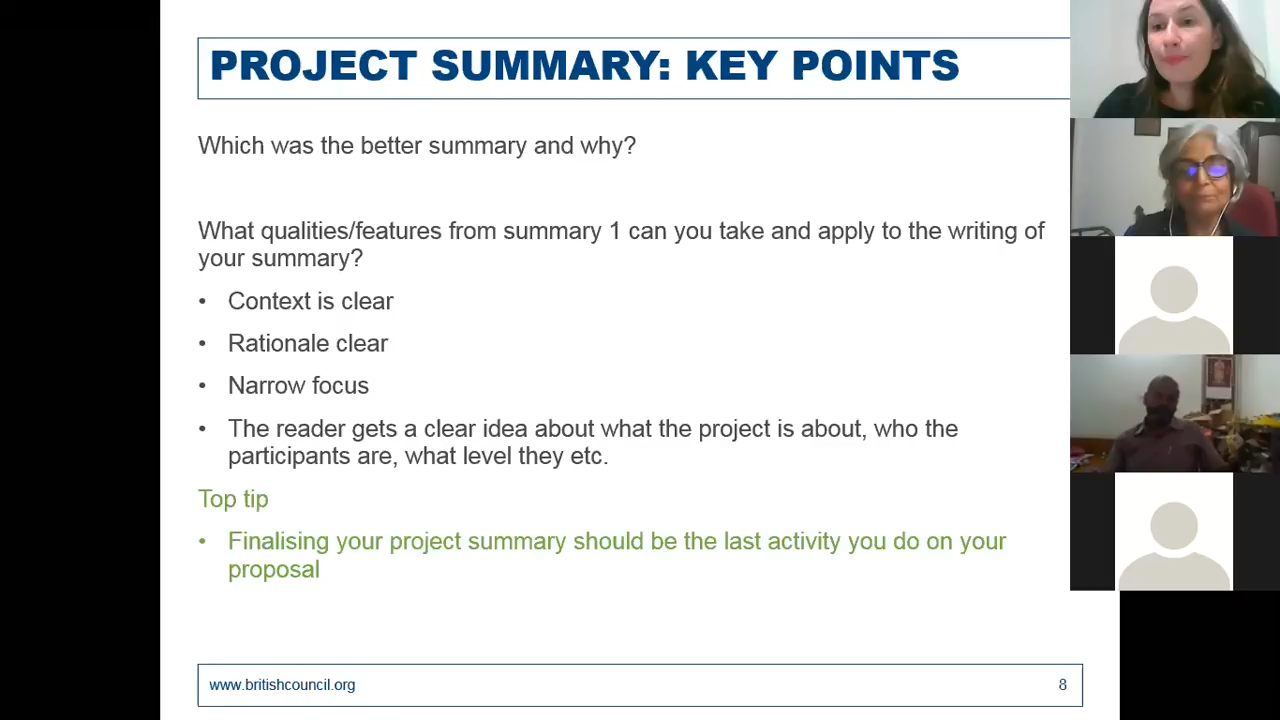 PROJECT SUMMARY: KEY POINTS
Which was the better summary and why?
What qualities/features from summary 1 can you take and apply to the writing of
your summary?
• Context is clear
• Rationale clear
• Narrow focus
• The reader gets a clear idea about what the project is about, who the
participants are, what level they etc.
Top tip
• Finalising your project summary should be the last activity you do on your
proposal
www.britishcouncil.org
8